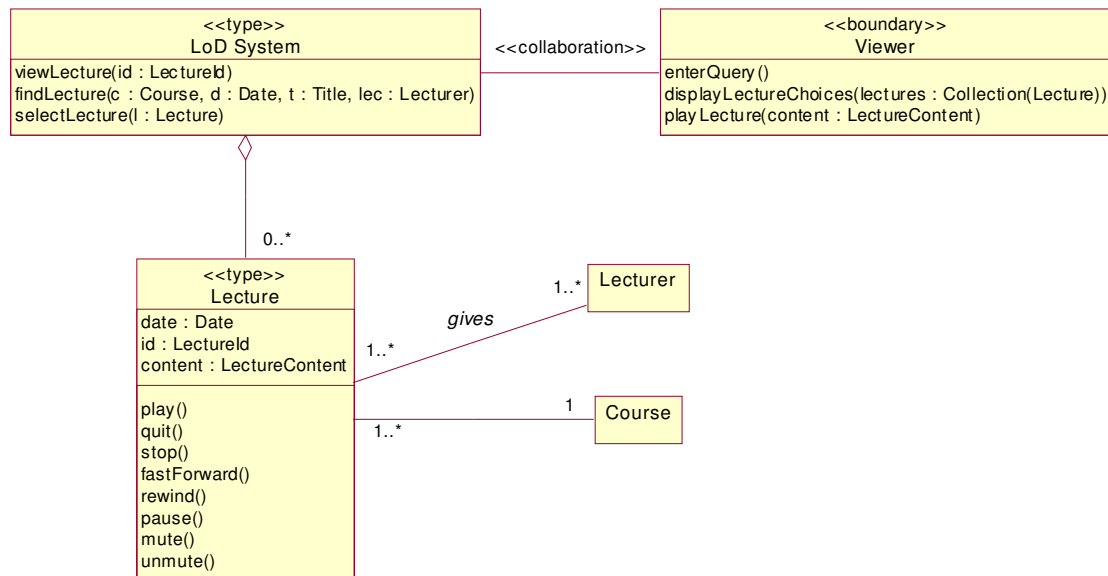 <<type>>
LoD System
viewLecture(id : LectureId)
findLecture(c : Course, d : Date, t : Title, lec : Lecturer)
selectLecture(l : Lecture)
<<collaboration>>
<<boundary>>
Viewer
enterQuery()
displayLectureChoices(lectures : Collection(Lecture))
playLecture(content : LectureContent)
0..*
<<type>>
Lecture
date : Date
id : LectureId
content : LectureContent
play()
quit()
stop()
fastForward()
rewind()
pause()
mute()
unmute()
1..*
gives
1..*
Lecturer
1..*
1
Course